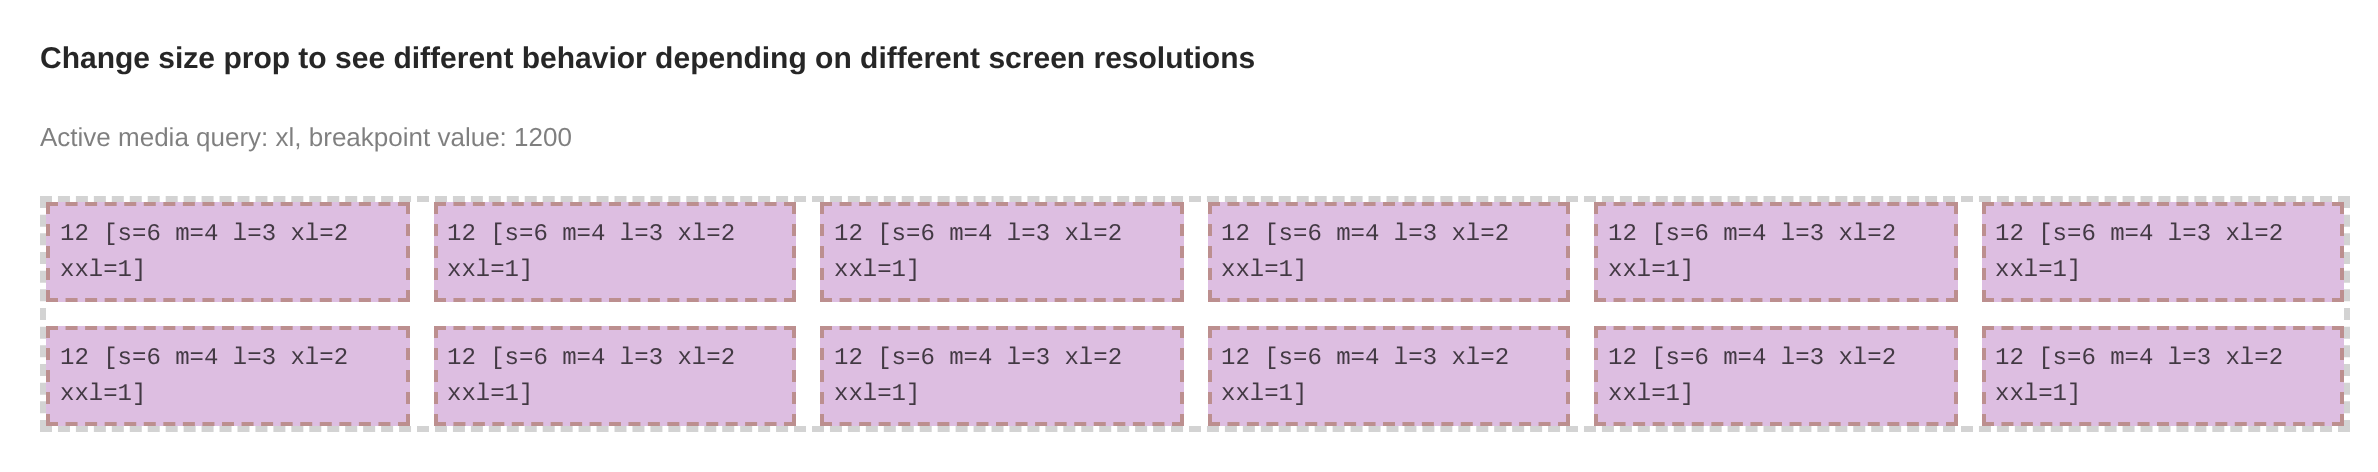 Change size prop to see different behavior depending on different screen resolutions
Active media query: xl, breakpoint value: 1200
12 [s=6 m=4 l=3 xl=2
xxl=1]
12 [s=6 m=4 l=3 xl=2
xxl=1]
12 [s=6 m=4 l=3 xl=2
xxl=1]
12 [s=6 m=4 l=3 xl=2
xxl=1]
12 [s=6 m=4 l=3 xl=2
xxl=1]
12 [s=6 m=4 l=3 xl=2
xxl=1]
12 [s=6 m=4 l=3 xl=2
xxl=1]
12 [s=6 m=4 l=3 xl=2
xxl=1]
12 [s=6 m=4 l=3 xl=2
xxl=1]
12 [s=6 m=4 l=3 xl=2
xxl=1]
12 [s=6 m=4 l=3 xl=2
xxl=1]
12 [s=6 m=4 l=3 xl=2
xxl=1]